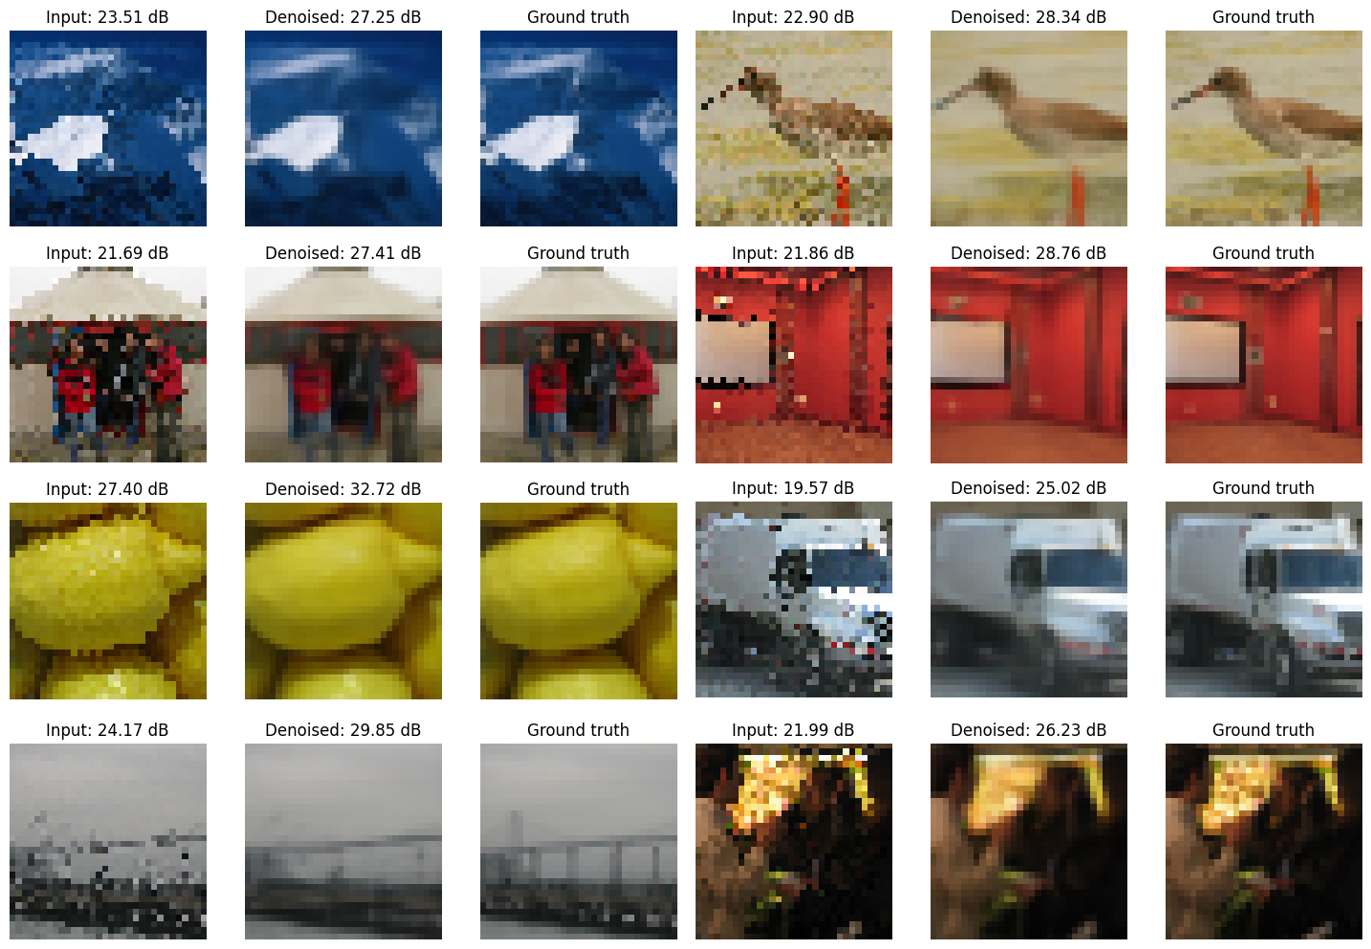 Input: 23.51 dB Denoised: 27.25 dB Ground truth Input: 22.90 dB Denoised: 28.34 dB Ground truth
Input: 21.69 dB Denoised: 27.41 dB Ground truth Input: 21.86 dB Denoised: 28.76 dB Ground truth
Input: 27.40 dB Denoised: 32.72 dB Ground truth Input: 19.57 dB Denoised: 25.02 dB Ground truth
Input: 24.17 dB Denoised: 29.85 dB Ground truth Input: 21.99 dB Denoised: 26.23 dB Ground truth